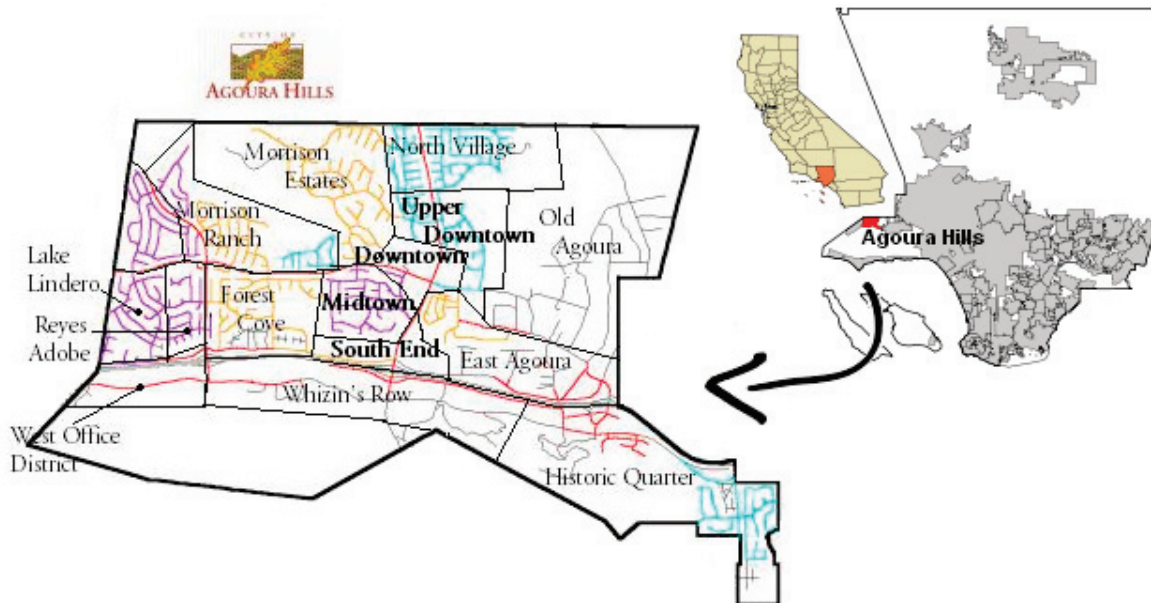 CITY OF
AGOURA HILLS
Morrison
Estates
North Village
Upper
Downtown
Old
Agoura
Morrison
Ranch
Downtown
Lake
Lindero
Forest
Cove
Midtown
Reyes
Adobe
South End
East Agoura
Whizin's Row
West Office
District
Historic Quarter
Agoura Hills